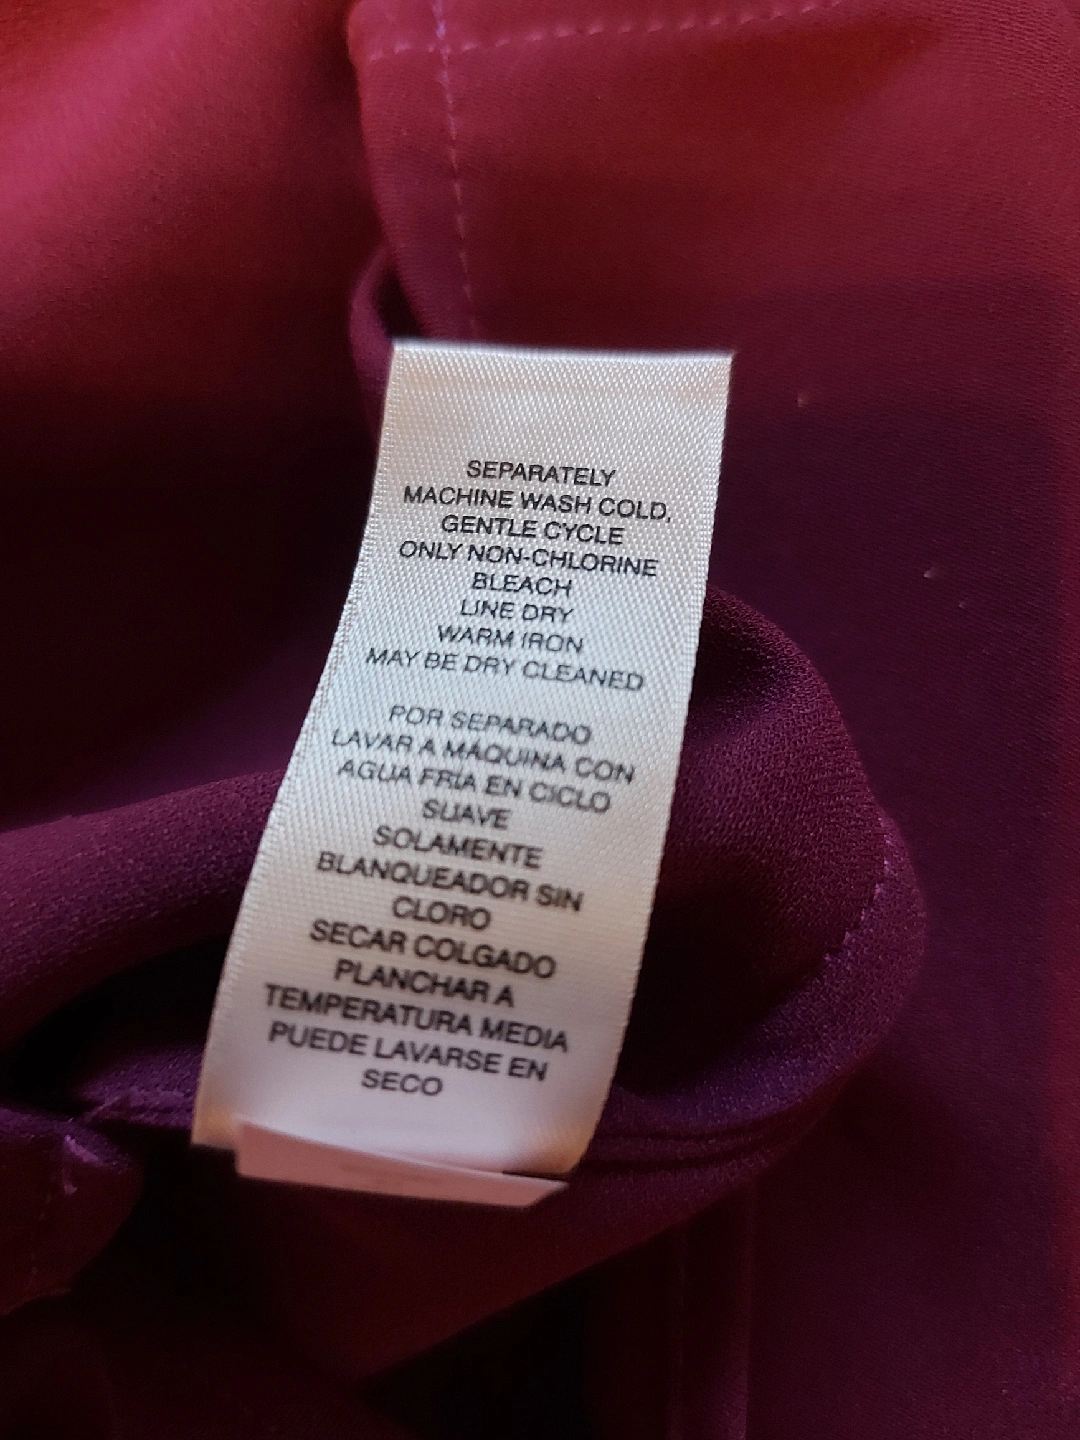 SEPARATELY
MACHINE WASH COLD,
GENTLE CYCLE
ONLY NON-CHLORINE
BLEACH
LINE DRY
WARM IRON
MAY BE DRY CLEANED
POR SEPARADO
LAVAR A MÁQUINA CON
AGUA FRÍA EN CICLO
SUAVE
SOLAMENTE
BLANQUEADOR SIN
CLORO
SECAR COLGADO
PLANCHAR A
TEMPERATURA MEDIA
PUEDE LAVARSE EN
SECO